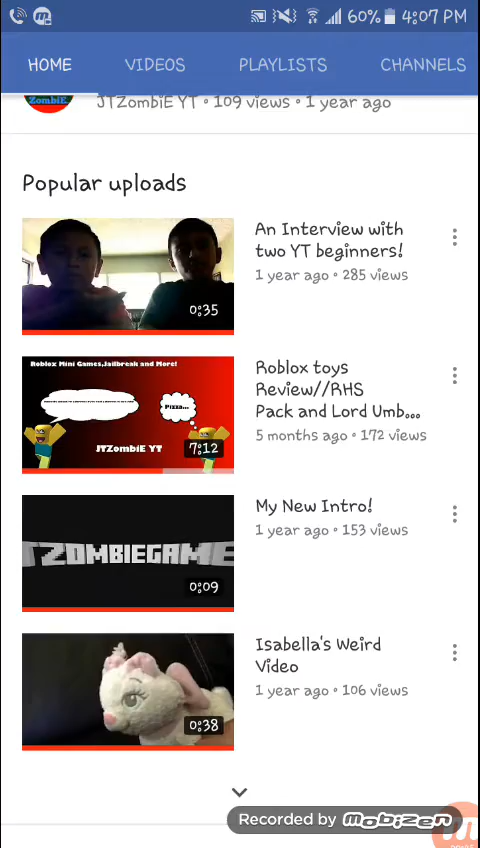 60% 4:07 PM
HOME VIDEOS PLAYLISTS CHANNELS
ZombiE
JTZombiE YT • 109 views • 1 year ago
Popular uploads
0:35
An Interview with
two YT beginners!
1 year ago • 285 views
Roblox Mini Games,Jailbreak and More!
Pizza...
JTZombiE YT
7:12
Roblox toys
Review//RHS
Pack and Lord Umb...
5 months ago • 172 views
TZOMBIEGAME
0:09
My New Intro!
1 year ago • 153 views
0:38
Isabella's Weird
Video
1 year ago • 106 views
Recorded by mobizen